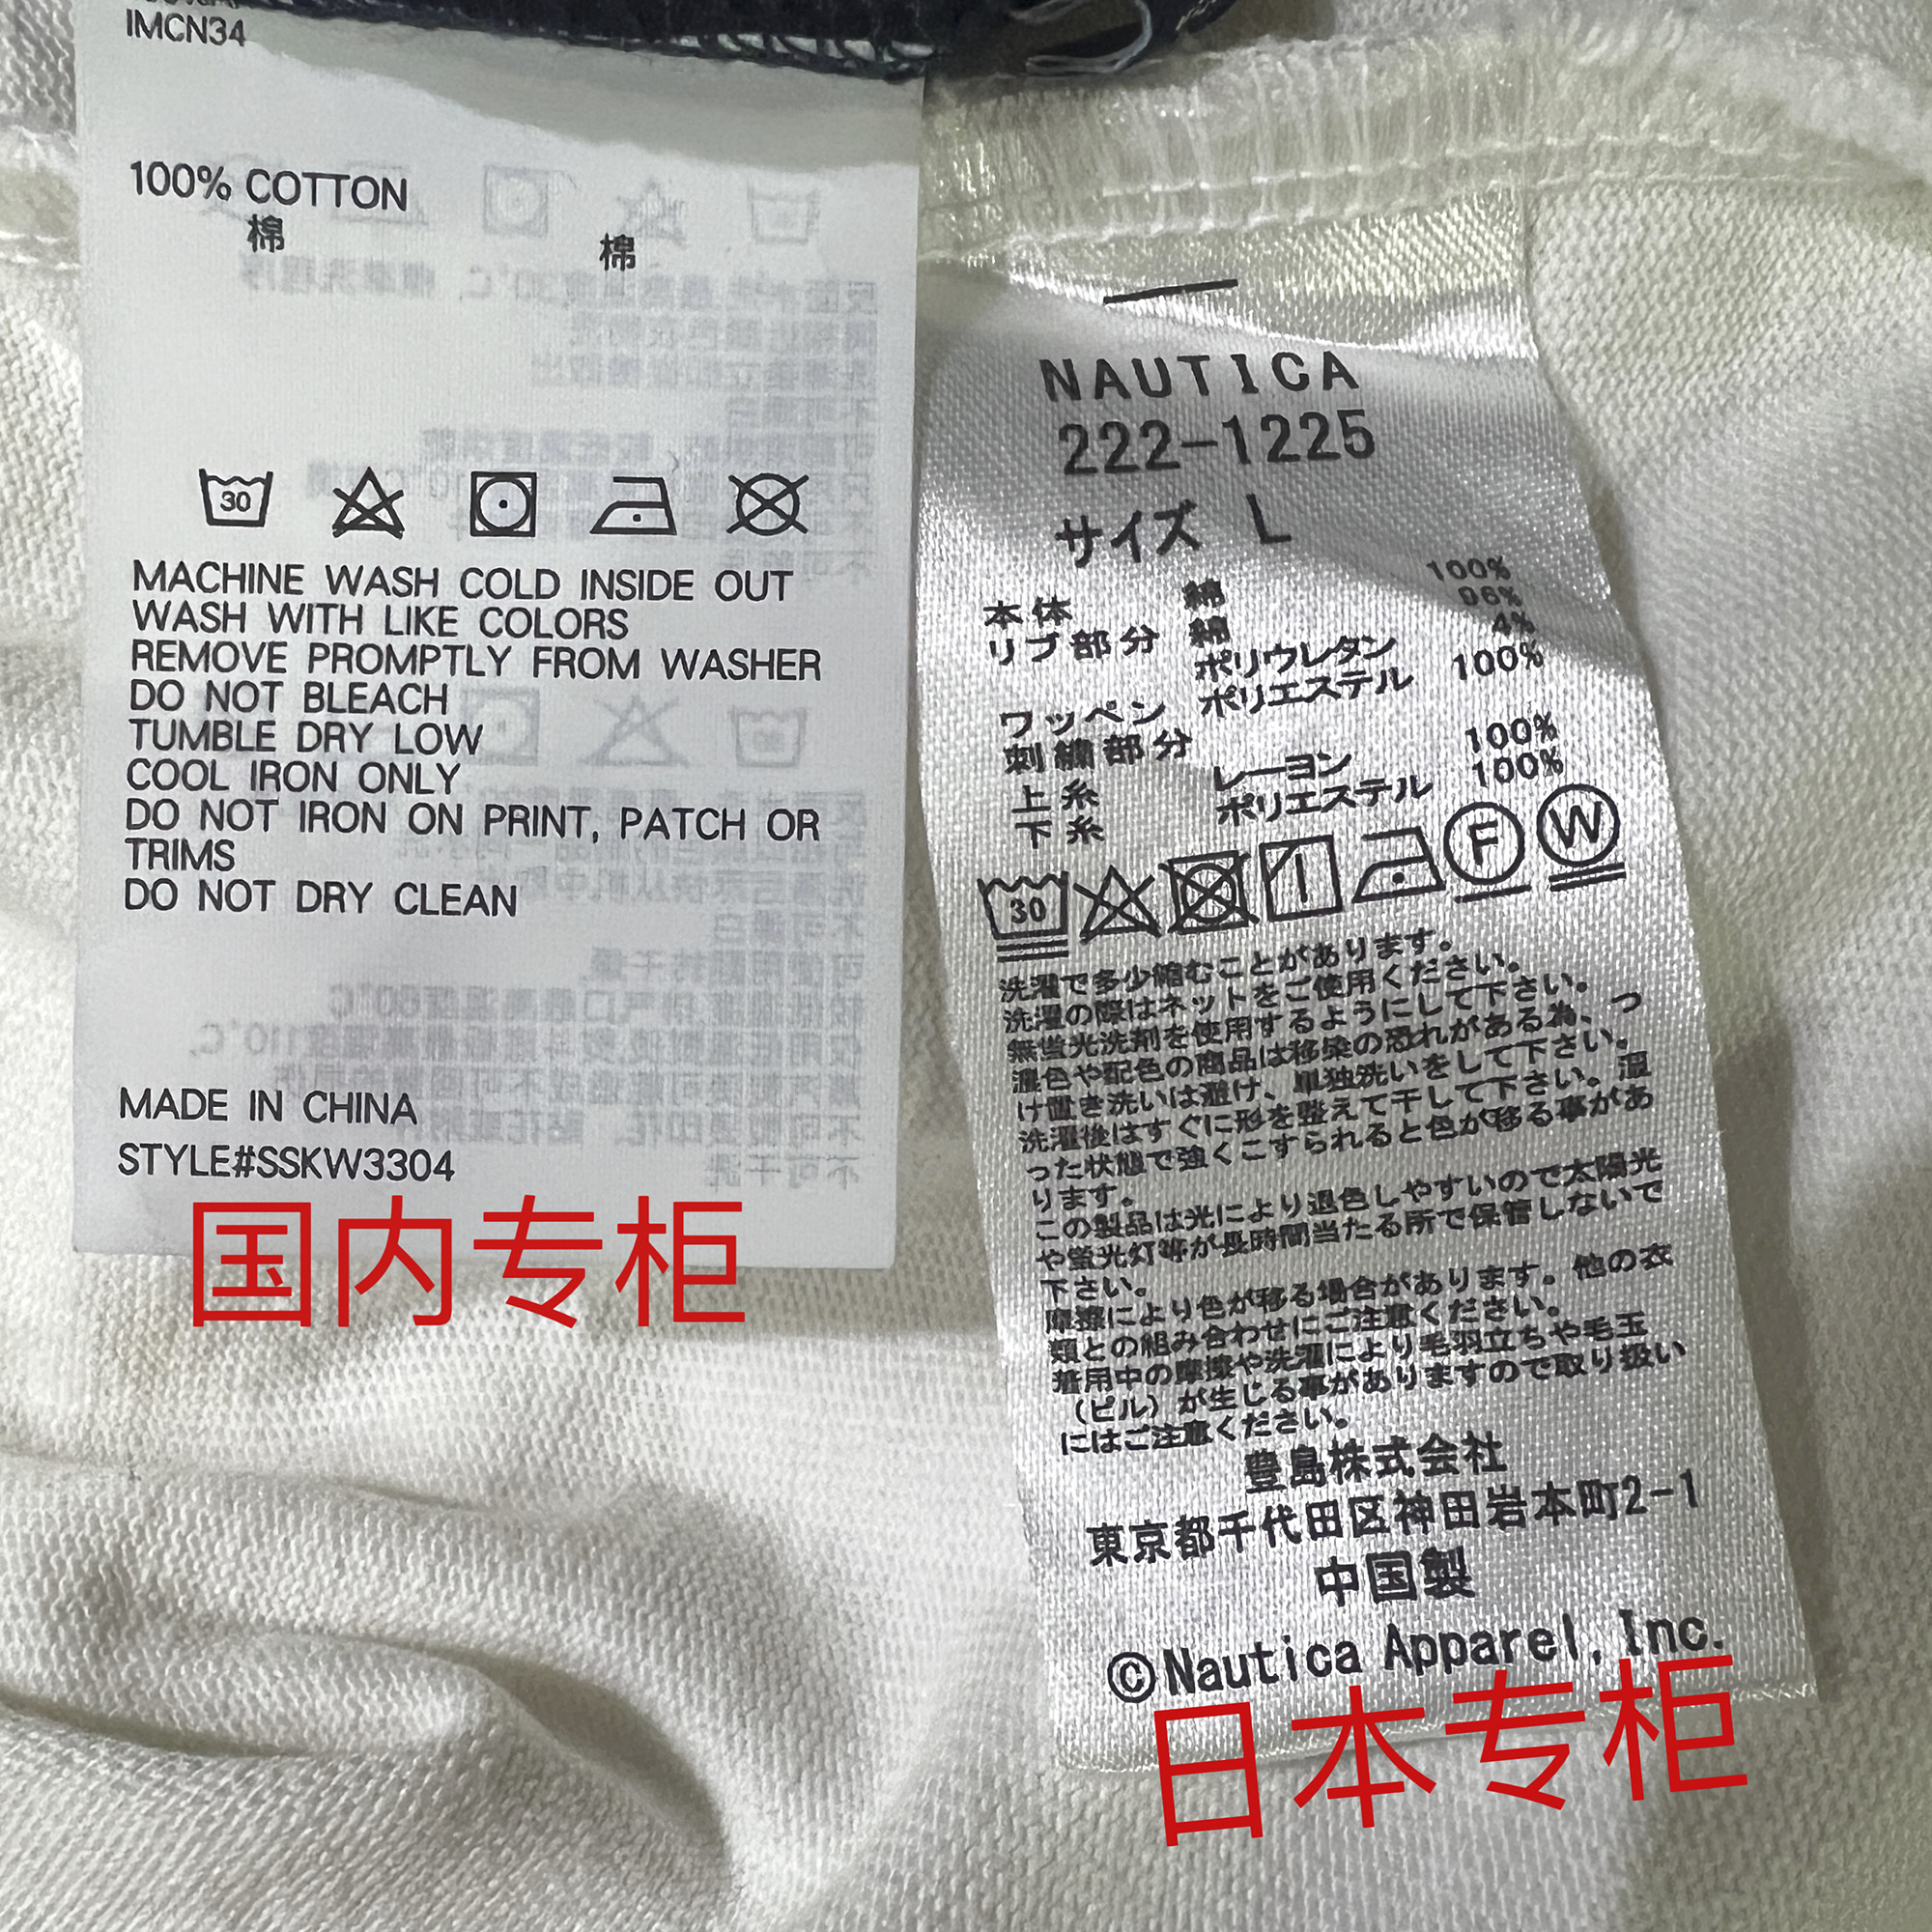 IMCN34
100% COTTON
棉 棉
30
MACHINE WASH COLD INSIDE OUT
WASH WITH LIKE COLORS
REMOVE PROMPTLY FROM WASHER
DO NOT BLEACH
TUMBLE DRY LOW
COOL IRON ONLY
DO NOT IRON ON PRINT, PATCH OR
TRIMS
DO NOT DRY CLEAN
MADE IN CHINA
STYLE#SSKW3304
国内专柜
NAUTICA
222-1225
サイズ L
本体 綿 100%
リブ部分 綿 96%
ポリウレタン 4%
ポリエステル 100%
ワッペン
刺繍部分
上糸 レーヨン 100%
下糸 ポリエステル 100%
30 F W
洗濯で多少縮むことがあります。
洗濯の際はネットをご使用ください。
無蛍光洗剤を使用するようにして下さい。
濃色や配色の商品は移染の恐れがある為、つ
け置き洗いは避け、単独洗いをして下さい。
洗濯後はすぐに形を整えて干して下さい。湿
った状態で強くこすられると色が移る事があ
ります。
この製品は光により退色しやすいので太陽光
や蛍光灯等が長時間当たる所で保管しないで
下さい。
摩擦により色が移る場合があります。他の衣
類との組み合わせにご注意ください。
着用中の摩擦や洗濯により毛羽立ちや毛玉
（ピル）が生じる事がありますので取り扱い
にはご注意ください。
豊島株式会社
東京都千代田区神田岩本町2-1
中国製
©Nautica Apparel, Inc.
日本专柜